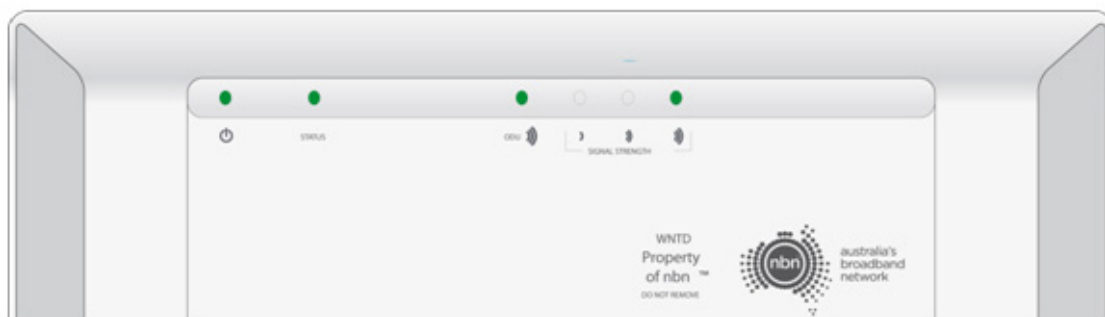 STATUS
ODU
SIGNAL STRENGTH
WNTD
Property
of nbn ™
DO NOT REMOVE
nbn
australia's
broadband
network